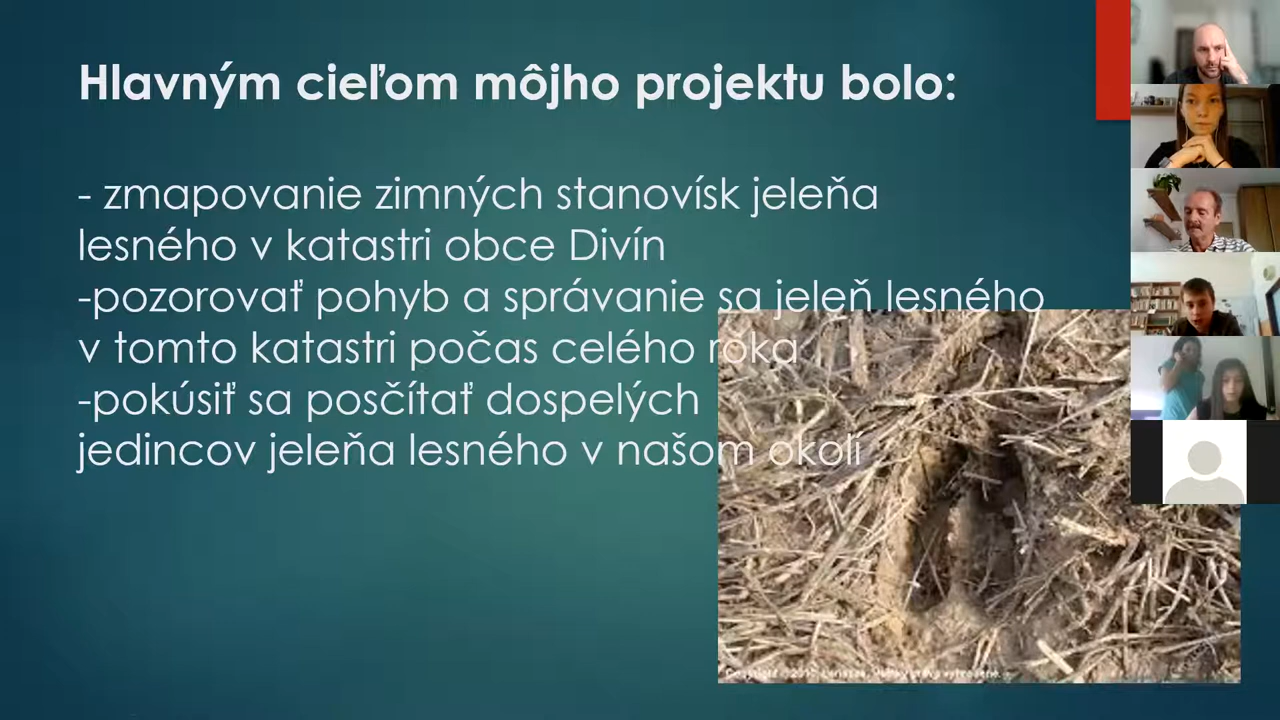 Hlavným cieľom môjho projektu bolo:
- zmapovanie zimných stanovísk jeleňa
lesného v katastri obce Divín
-pozorovať pohyb a správanie sa jeleň lesného
v tomto katastri počas celého roka
-pokúsiť sa posčítať dospelých
jedincov jeleňa lesného v našom okolí